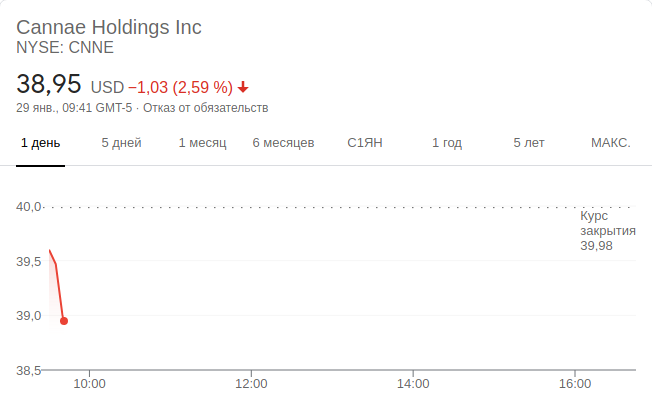 Cannae Holdings Inc
NYSE: CNNE
38,95 USD −1,03 (2,59 %)
29 янв., 09:41 GMT-5 · Отказ от обязательств
1 день 5 дней 1 месяц 6 месяцев С1ЯН 1 год 5 лет МАКС.
40,0
Курс
закрытия
39,98
39,5
39,0
38,5
10:00 12:00 14:00 16:00